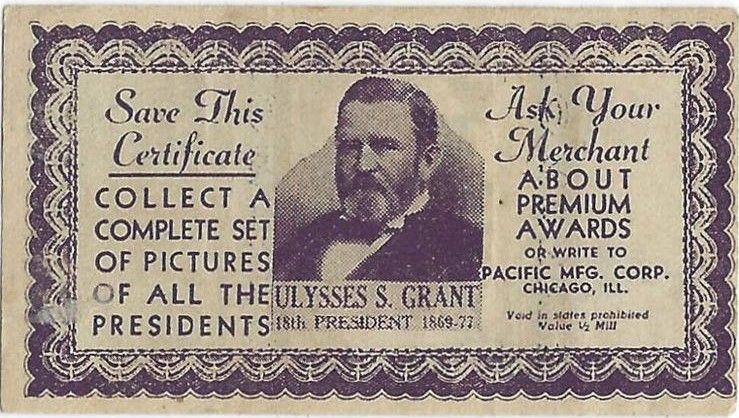 Save This
Certificate
COLLECT A
COMPLETE SET
OF PICTURES
OF ALL THE
PRESIDENTS
ULYSSES S. GRANT
18th PRESIDENT 1869-77
Ask Your
Merchant
ABOUT
PREMIUM
AWARDS
OR WRITE TO
PACIFIC MFG. CORP.
CHICAGO, ILL.
Void in states prohibited
Value ½ Mill